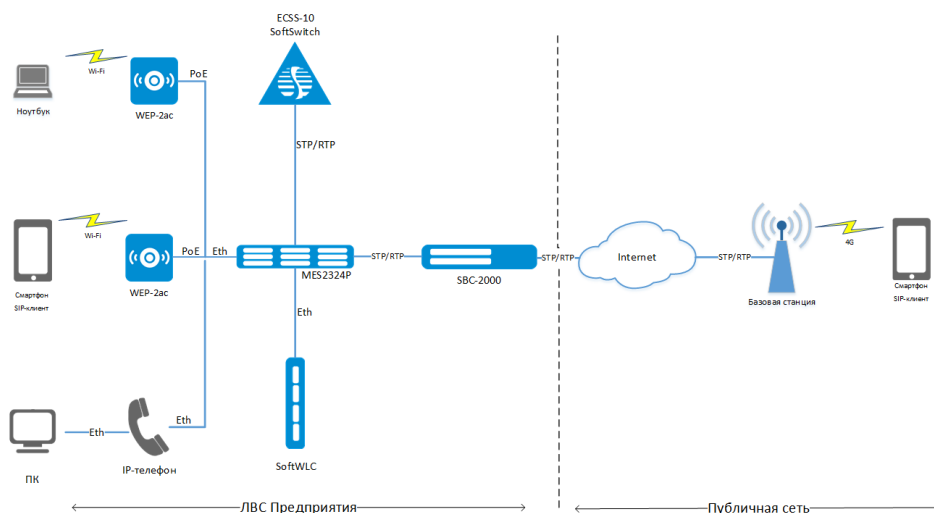 ECSS-10
SoftSwitch
Wi-Fi
PoE
Ноутбук
WEP-2ac
STP/RTP
Wi-Fi
PoE
Eth
MES2324P
STP/RTP
SBC-2000
STP/RTP
Internet
STP/RTP
4G
Базовая станция
Смартфон
SIP-клиент
WEP-2ac
Смартфон
SIP-клиент
Eth
Eth
Eth
IP-телефон
ПК
SoftWLC
ЛВС Предприятия
Публичная сеть